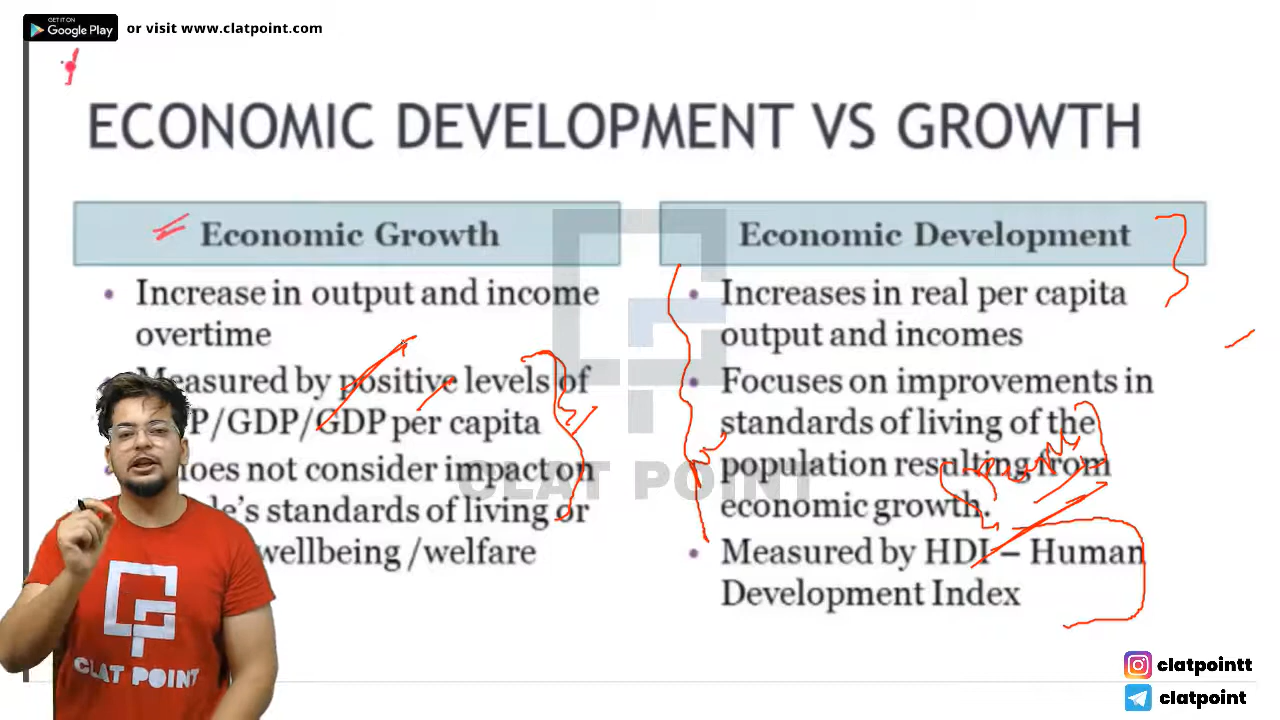 GET IT ON
Google Play
or visit www.clatpoint.com
ECONOMIC DEVELOPMENT VS GROWTH
Economic Growth
Increase in output and income
overtime
Measured by positive levels of
P/GDP/GDP per capita
oes not consider impact on
le's standards of living or
wellbeing /welfare
Economic Development
Increases in real per capita
output and incomes
Focuses on improvements in
standards of living of the
population resulting from
economic growth.
Measured by HDI – Human
Development Index
CLAT POINT
CLAT POINT
clatpointt
clatpoint